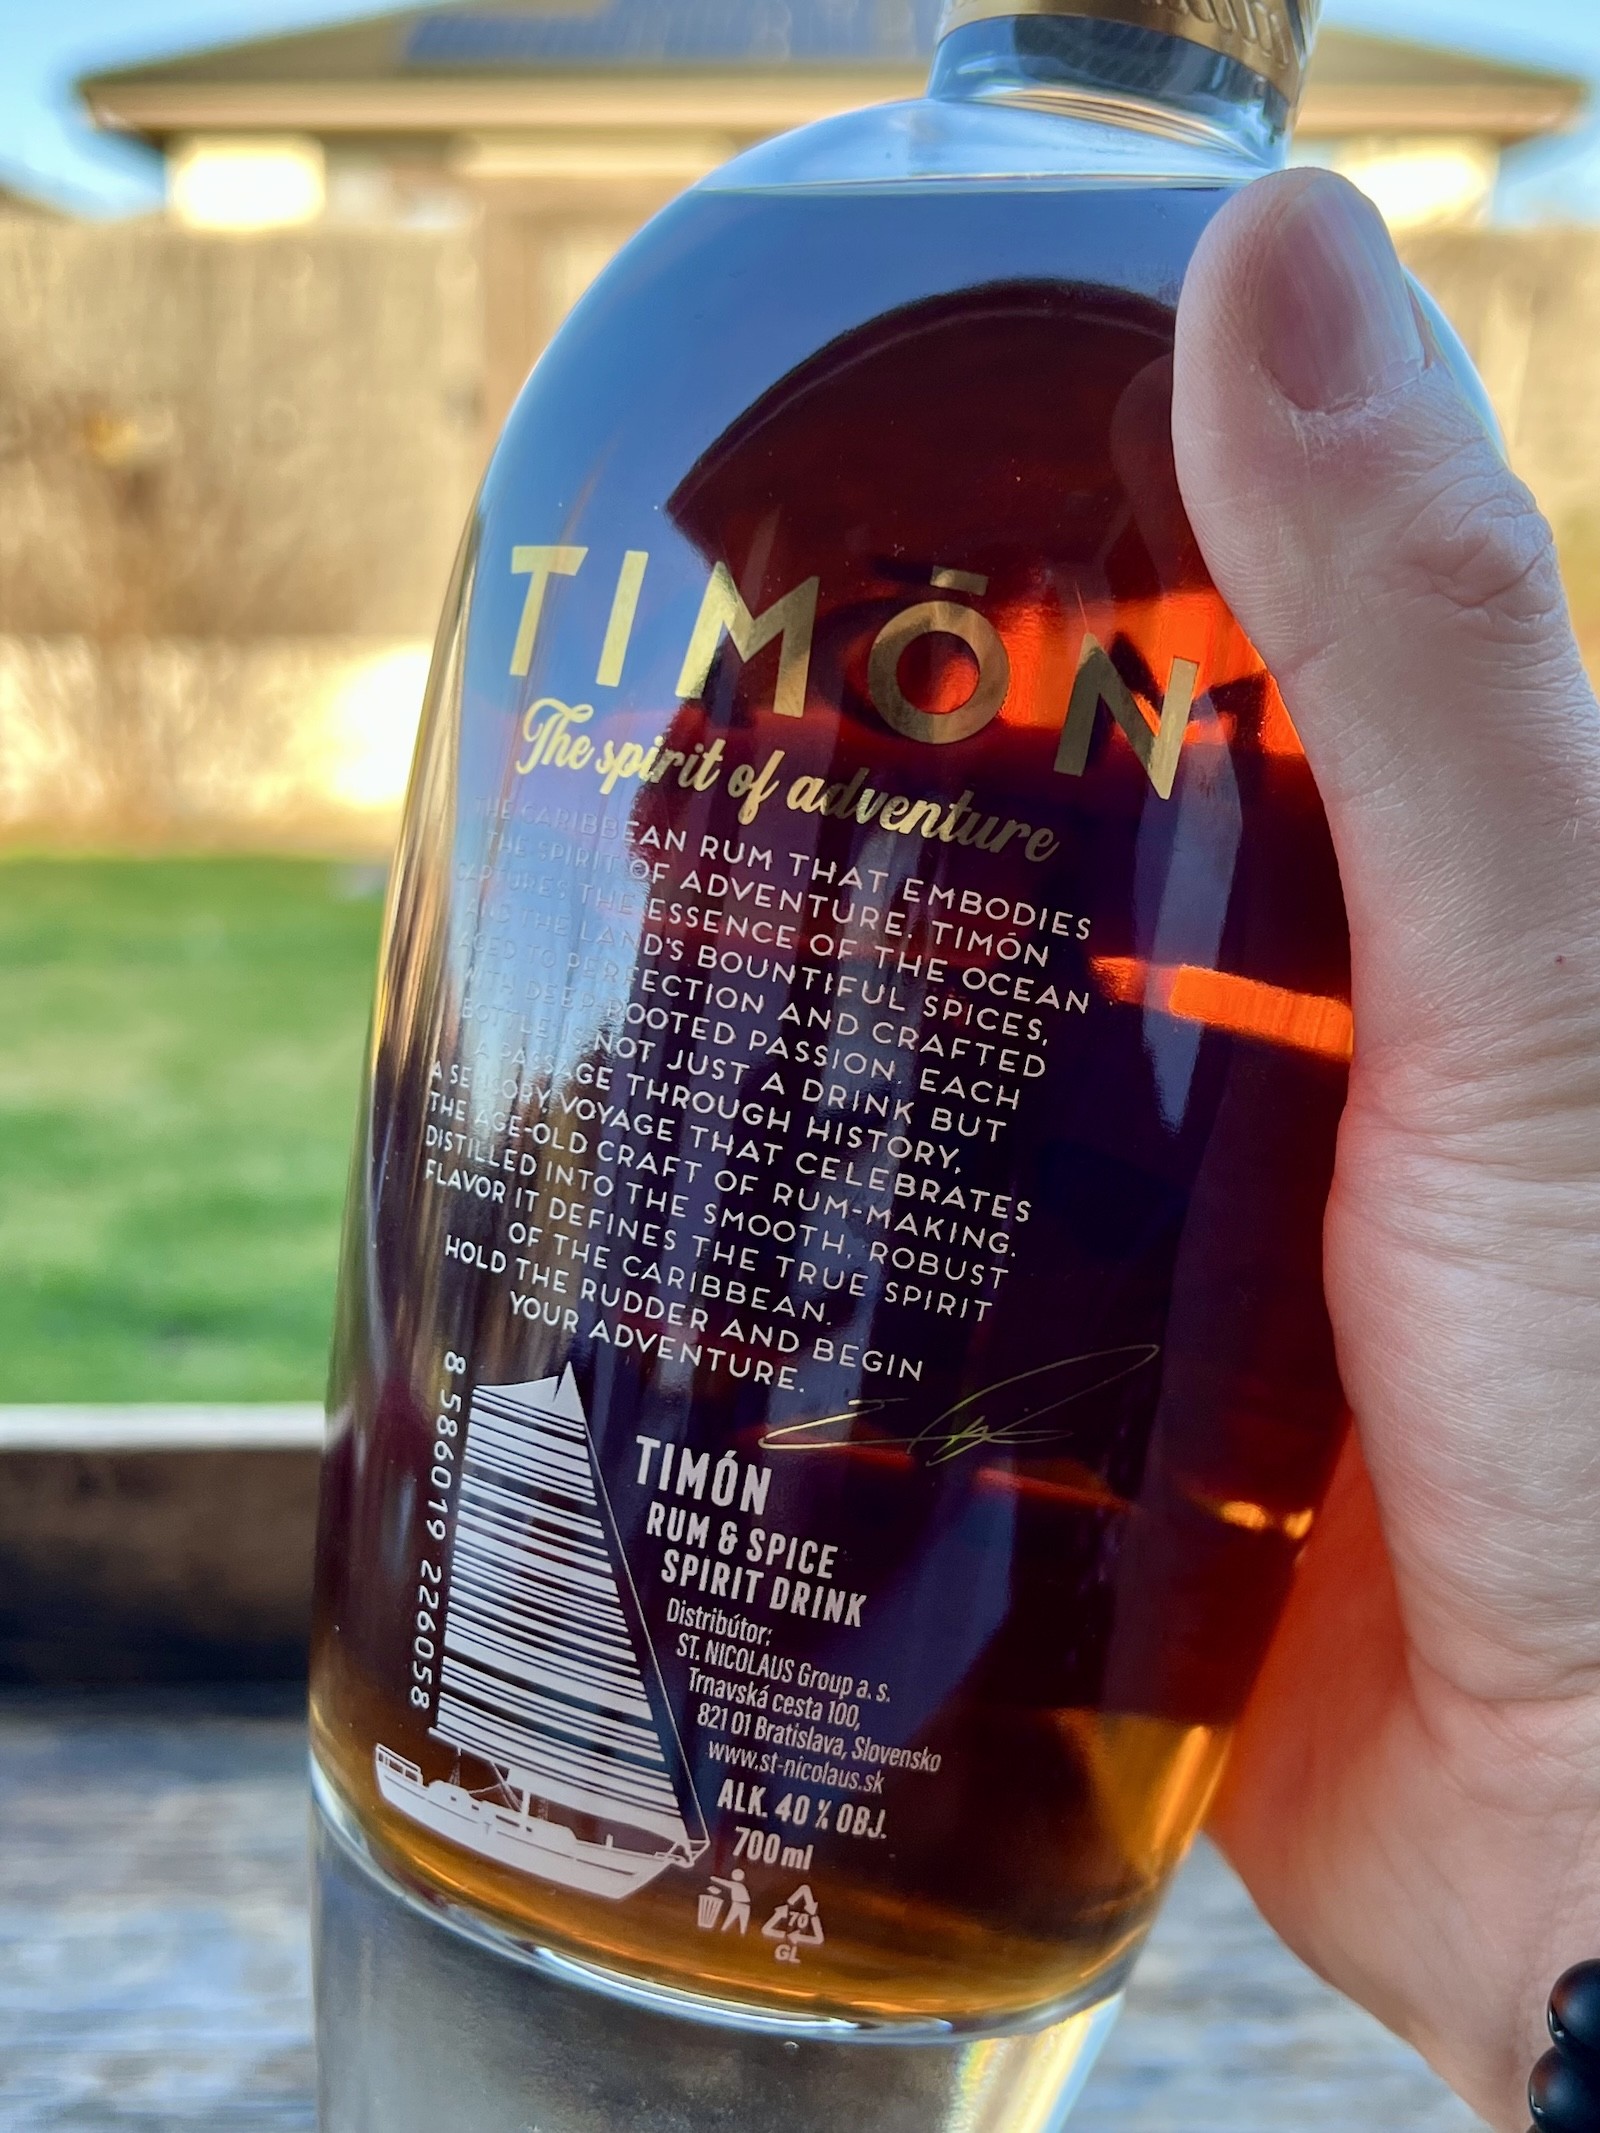 TIMŌN
The spirit of adventure
THE CARIBBEAN RUM THAT EMBODIES
THE SPIRIT OF ADVENTURE. TIMÓN
CAPTURES THE ESSENCE OF THE OCEAN
AND THE LAND'S BOUNTIFUL SPICES,
AGED TO PERFECTION AND CRAFTED
WITH DEEP-ROOTED PASSION. EACH
BOTTLE IS NOT JUST A DRINK BUT
A PASSAGE THROUGH HISTORY,
A SENSORY VOYAGE THAT CELEBRATES
THE AGE-OLD CRAFT OF RUM-MAKING.
DISTILLED INTO THE SMOOTH, ROBUST
FLAVOR IT DEFINES THE TRUE SPIRIT
OF THE CARIBBEAN.
HOLD THE RUDDER AND BEGIN
YOUR ADVENTURE.
8 586019 226058
TIMÓN
RUM & SPICE
SPIRIT DRINK
Distribútor:
ST. NICOLAUS Group a. s.
Trnavská cesta 100,
821 01 Bratislava, Slovensko
www.st-nicolaus.sk
ALK. 40 % OBJ.
700 ml
70
GL